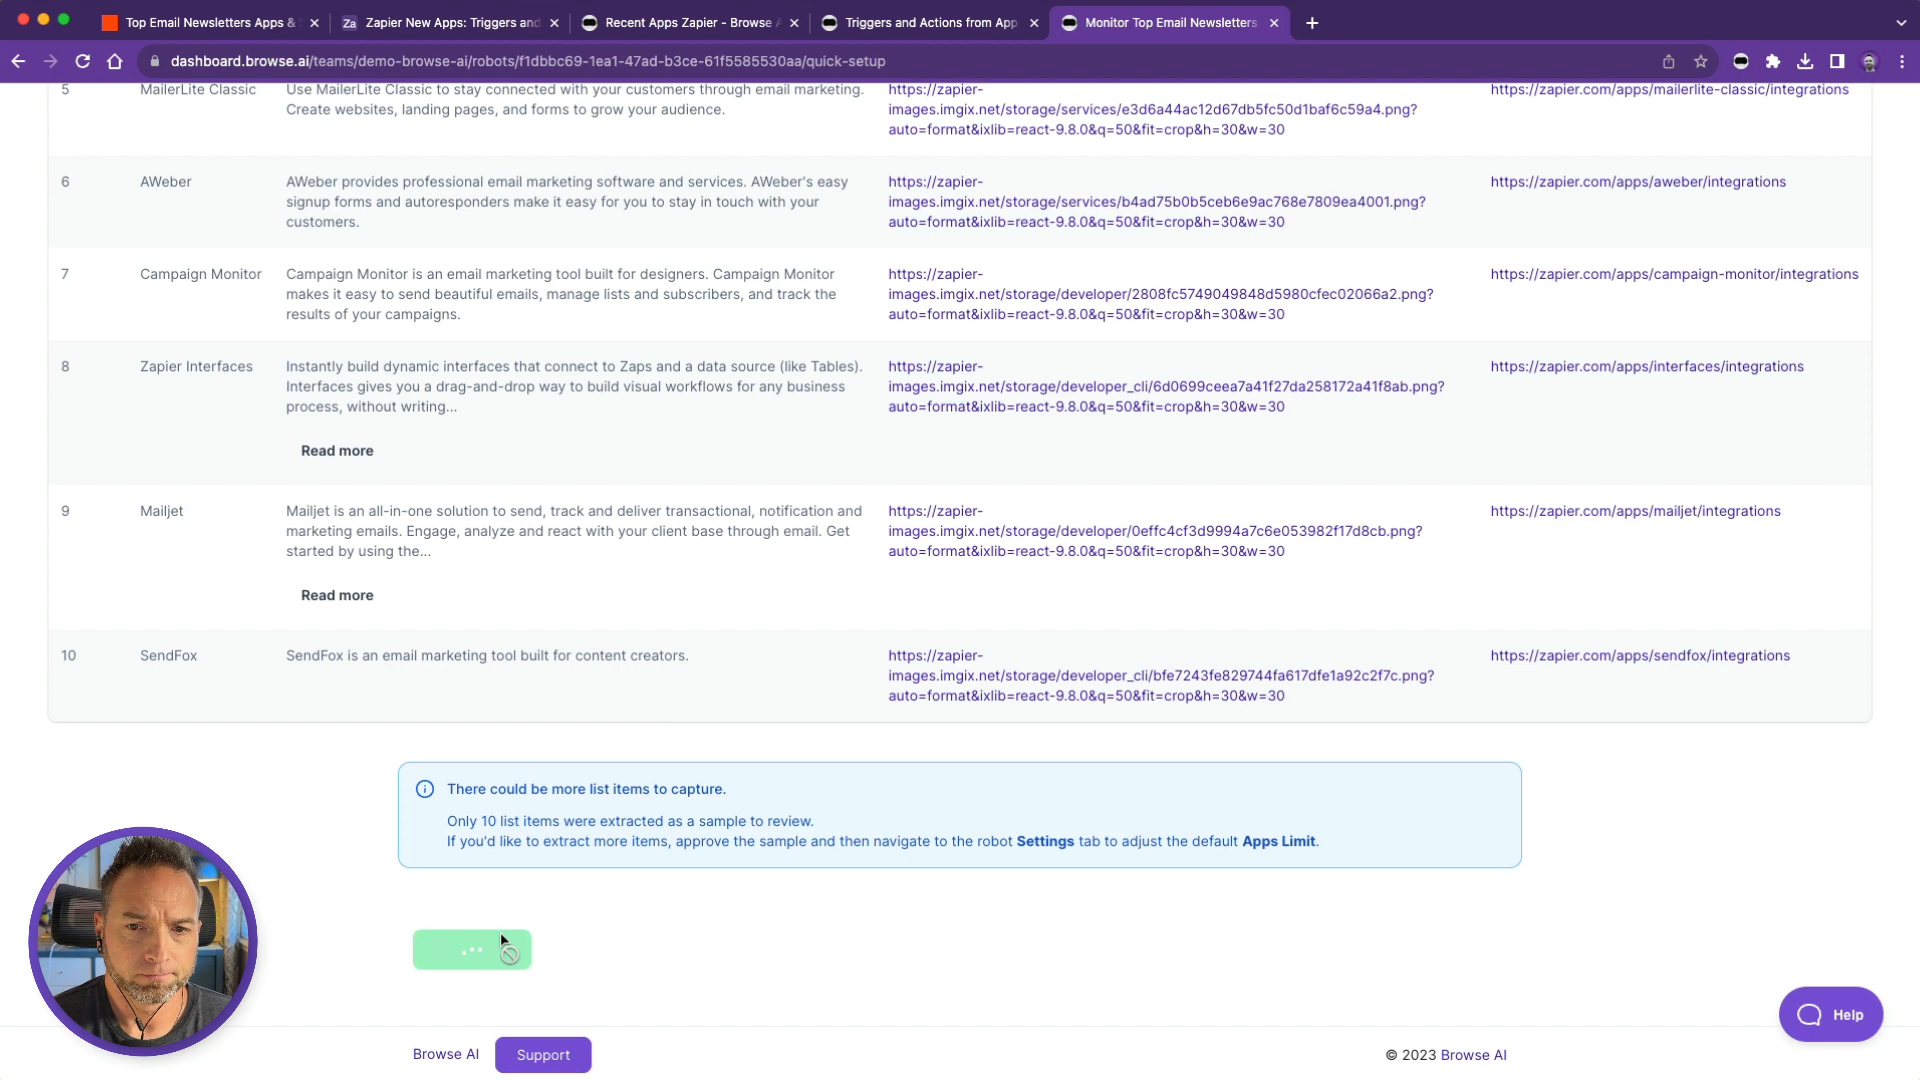 Top Email Newsletters Apps &
Zapier New Apps: Triggers and
Recent Apps Zapier - Browse A
Triggers and Actions from App
Monitor Top Email Newsletters
dashboard.browse.ai/teams/demo-browse-ai/robots/f1dbbc69-1ea1-47ad-b3ce-61f5585530aa/quick-setup
5
MailerLite Classic
Use MailerLite Classic to stay connected with your customers through email marketing.
Create websites, landing pages, and forms to grow your audience.
https://zapier-
images.imgix.net/storage/services/e3d6a44ac12d67db5fc50d1baf6c59a4.png?
auto=format&ixlib=react-9.8.0&q=50&fit=crop&h=30&w=30
https://zapier.com/apps/mailerlite-classic/integrations
6
AWeber
AWeber provides professional email marketing software and services. AWeber's easy
signup forms and autoresponders make it easy for you to stay in touch with your
customers.
https://zapier-
images.imgix.net/storage/services/b4ad75b0b5ceb6e9ac768e7809ea4001.png?
auto=format&ixlib=react-9.8.0&q=50&fit=crop&h=30&w=30
https://zapier.com/apps/aweber/integrations
7
Campaign Monitor
Campaign Monitor is an email marketing tool built for designers. Campaign Monitor
makes it easy to send beautiful emails, manage lists and subscribers, and track the
results of your campaigns.
https://zapier-
images.imgix.net/storage/developer/2808fc5749049848d5980cfec02066a2.png?
auto=format&ixlib=react-9.8.0&q=50&fit=crop&h=30&w=30
https://zapier.com/apps/campaign-monitor/integrations
8
Zapier Interfaces
Instantly build dynamic interfaces that connect to Zaps and a data source (like Tables).
Interfaces gives you a drag-and-drop way to build visual workflows for any business
process, without writing...
Read more
https://zapier-
images.imgix.net/storage/developer_cli/6d0699ceea7a41f27da258172a41f8ab.png?
auto=format&ixlib=react-9.8.0&q=50&fit=crop&h=30&w=30
https://zapier.com/apps/interfaces/integrations
9
Mailjet
Mailjet is an all-in-one solution to send, track and deliver transactional, notification and
marketing emails. Engage, analyze and react with your client base through email. Get
started by using the...
Read more
https://zapier-
images.imgix.net/storage/developer/0effc4cf3d9994a7c6e053982f17d8cb.png?
auto=format&ixlib=react-9.8.0&q=50&fit=crop&h=30&w=30
https://zapier.com/apps/mailjet/integrations
10
SendFox
SendFox is an email marketing tool built for content creators.
https://zapier-
images.imgix.net/storage/developer_cli/bfe7243fe829744fa617dfe1a92c2f7c.png?
auto=format&ixlib=react-9.8.0&q=50&fit=crop&h=30&w=30
https://zapier.com/apps/sendfox/integrations
There could be more list items to capture.
Only 10 list items were extracted as a sample to review.
If you'd like to extract more items, approve the sample and then navigate to the robot Settings tab to adjust the default Apps Limit.
Help
Browse AI
Support
© 2023 Browse AI